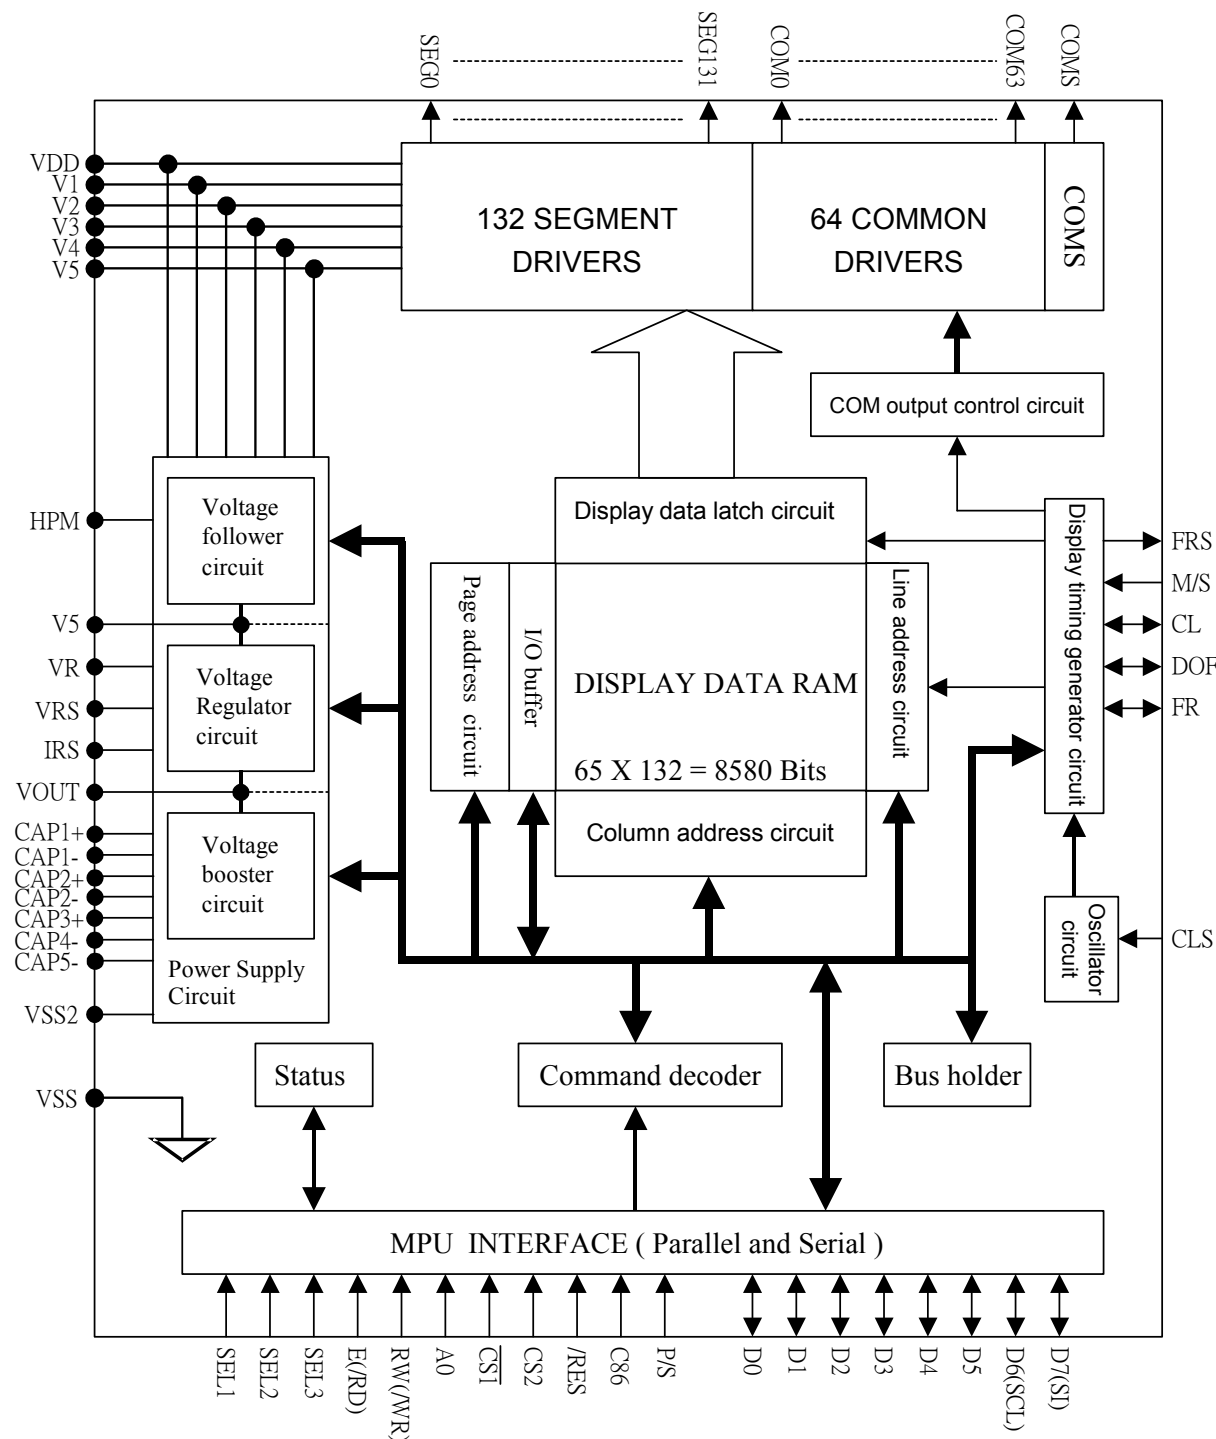 SEG0
SEG131
COM0
COM63
COMS
VDD
V1
V2
V3
V4
V5
132 SEGMENT
DRIVERS
64 COMMON
DRIVERS
COMS
COM output control circuit
HPM
V5
VR
VRS
IRS
VOUT
CAP1+
CAP1-
CAP2+
CAP2-
CAP3+
CAP4-
CAP5-
VSS2
VSS
Voltage
follower
circuit
Voltage
Regulator
circuit
Voltage
booster
circuit
Power Supply
Circuit
Display data latch circuit
Page address circuit
I/O buffer
DISPLAY DATA RAM
65 X 132 = 8580 Bits
Line address circuit
Column address circuit
Display timing generator circuit
FRS
M/S
CL
DOF
FR
Oscillator
circuit
CLS
Status
Command decoder
Bus holder
MPU INTERFACE ( Parallel and Serial )
SEL1
SEL2
SEL3
E(/RD)
RW(/WR)
A0
CS1
CS2
/RES
C86
P/S
D0
D1
D2
D3
D4
D5
D6(SCL)
D7(SI)